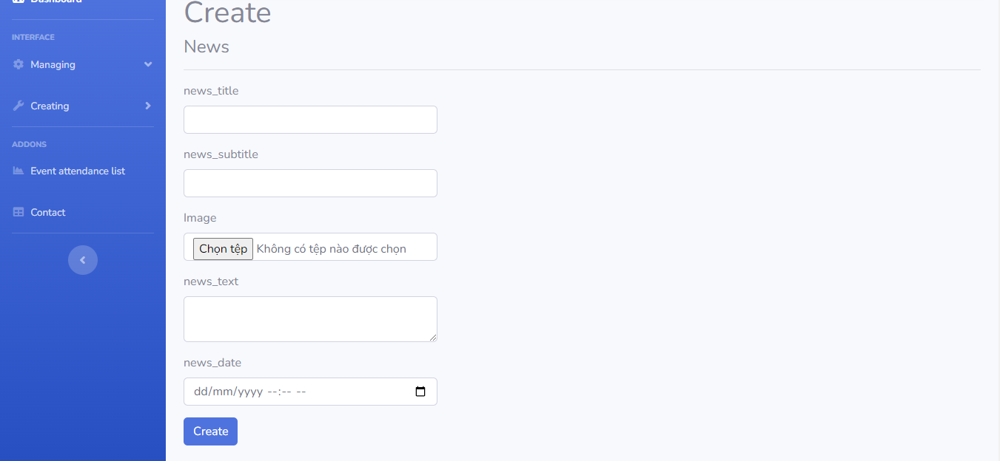 Dashboard
INTERFACE
Managing
Creating
ADDONS
Event attendance list
Contact
Create
News
news_title
news_subtitle
Image
Chọn tệp Không có tệp nào được chọn
news_text
news_date
dd/mm/yyyy --:-- --
Create